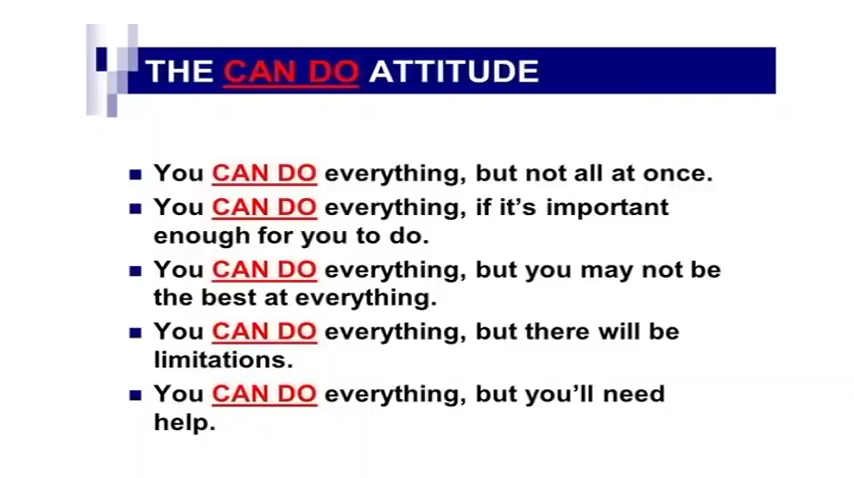 THE CAN DO ATTITUDE
You CAN DO everything, but not all at once.
You CAN DO everything, if it's important
enough for you to do.
You CAN DO everything, but you may not be
the best at everything.
You CAN DO everything, but there will be
limitations.
You CAN DO everything, but you'll need
help.